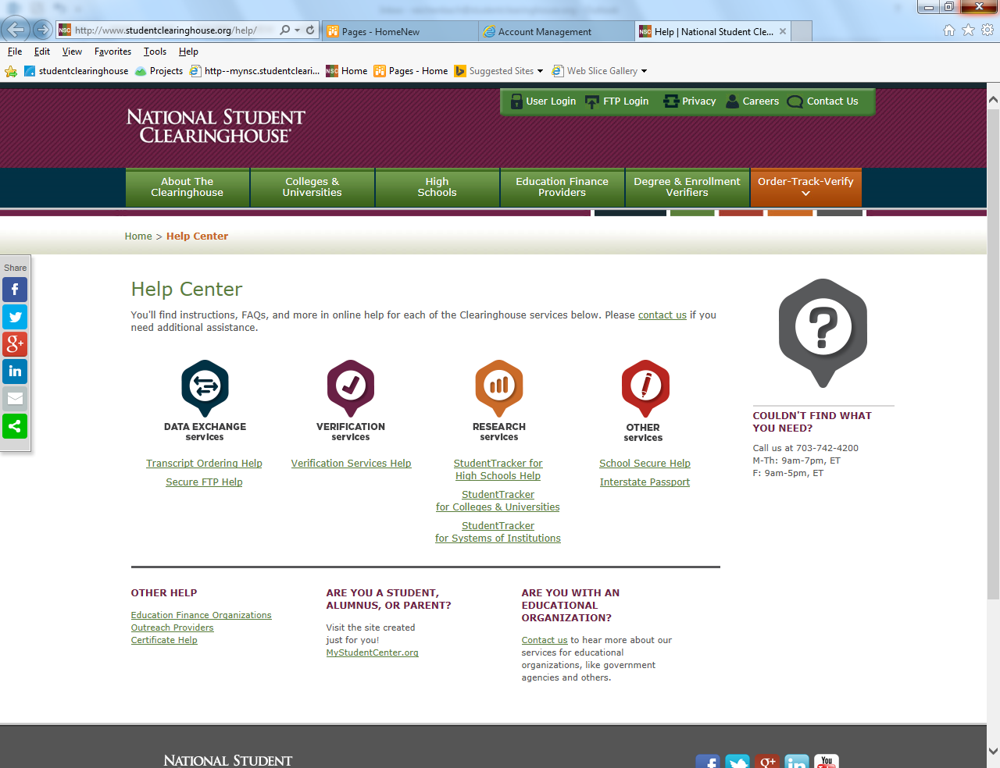 http://www.studentclearinghouse.org/help/
Pages - HomeNew
Account Management
Help | National Student Cle...
File Edit View Favorites Tools Help
studentclearinghouse Projects http--mynsc.studentcleari... Home Pages - Home Suggested Sites Web Slice Gallery
User Login FTP Login Privacy Careers Contact Us
NATIONAL STUDENT
CLEARINGHOUSE®
About The
Clearinghouse
Colleges &
Universities
High
Schools
Education Finance
Providers
Degree & Enrollment
Verifiers
Order-Track-Verify
Home > Help Center
Share
Help Center
You'll find instructions, FAQs, and more in online help for each of the Clearinghouse services below. Please contact us if you
need additional assistance.
DATA EXCHANGE
services
Transcript Ordering Help
Secure FTP Help
VERIFICATION
services
Verification Services Help
RESEARCH
services
StudentTracker for
High Schools Help
StudentTracker
for Colleges & Universities
StudentTracker
for Systems of Institutions
OTHER
services
School Secure Help
Interstate Passport
COULDN'T FIND WHAT
YOU NEED?
Call us at 703-742-4200
M-Th: 9am-7pm, ET
F: 9am-5pm, ET
OTHER HELP
Education Finance Organizations
Outreach Providers
Certificate Help
ARE YOU A STUDENT,
ALUMNUS, OR PARENT?
Visit the site created
just for you!
MyStudentCenter.org
ARE YOU WITH AN
EDUCATIONAL
ORGANIZATION?
Contact us to hear more about our
services for educational
organizations, like government
agencies and others.
NATIONAL STUDENT
You